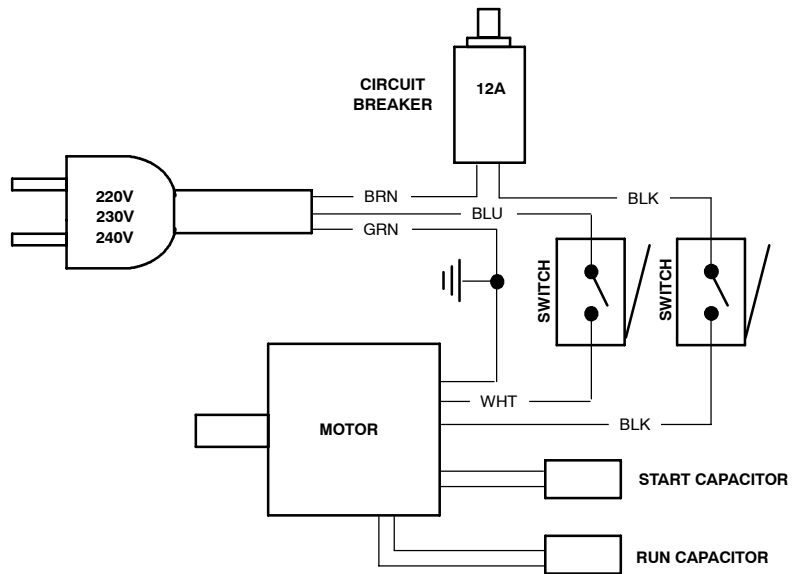 CIRCUIT
BREAKER
12A
220V
230V
240V
BRN
BLU
GRN
BLK
SWITCH
SWITCH
MOTOR
WHT
BLK
START CAPACITOR
RUN CAPACITOR